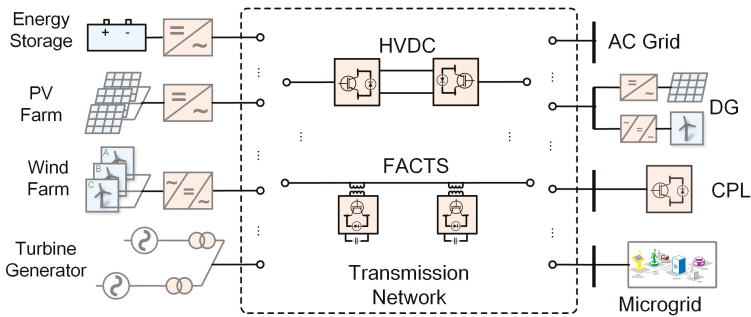 Energy
Storage
+ -
PV
Farm
Wind
Farm
A
B
C
Turbine
Generator
HVDC
FACTS
Transmission
Network
AC Grid
DG
CPL
Microgrid